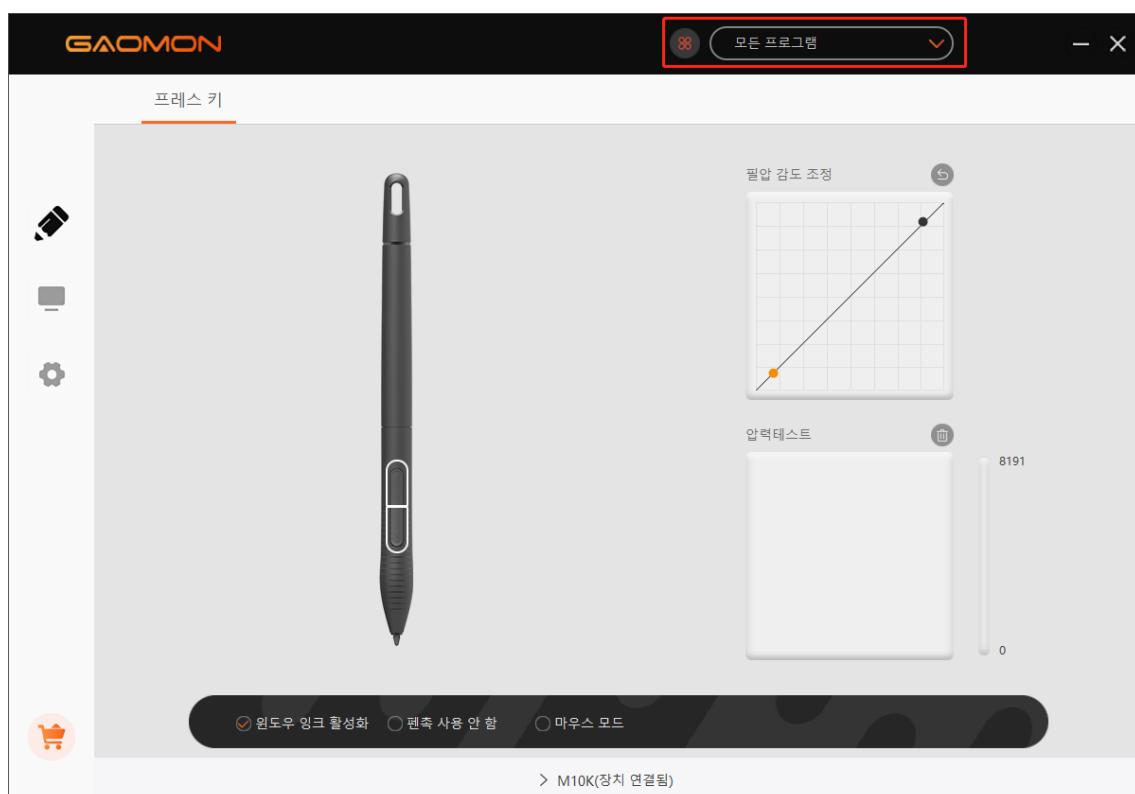 GAOMON
모든 프로그램
프레스 키
필압 감도 조정
압력테스트
8191
0
윈도우 잉크 활성화 펜촉 사용 안 함 마우스 모드
M10K(장치 연결됨)